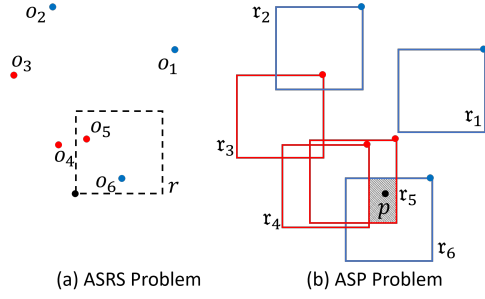 o₂
o₁
o₃
o₅
o₄
o₆
r
(a) ASRS Problem
𝔯₂
𝔯₁
𝔯₃
𝔯₅
p
𝔯₄
𝔯₆
(b) ASP Problem